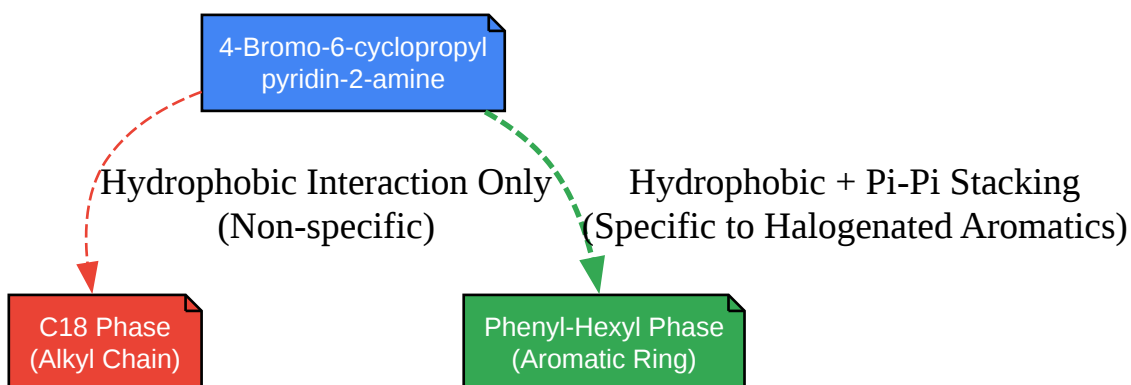 4-Bromo-6-cyclopropyl
pyridin-2-amine
Hydrophobic Interaction Only
(Non-specific)
Hydrophobic + Pi-Pi Stacking
(Specific to Halogenated Aromatics)
C18 Phase
(Alkyl Chain)
Phenyl-Hexyl Phase
(Aromatic Ring)